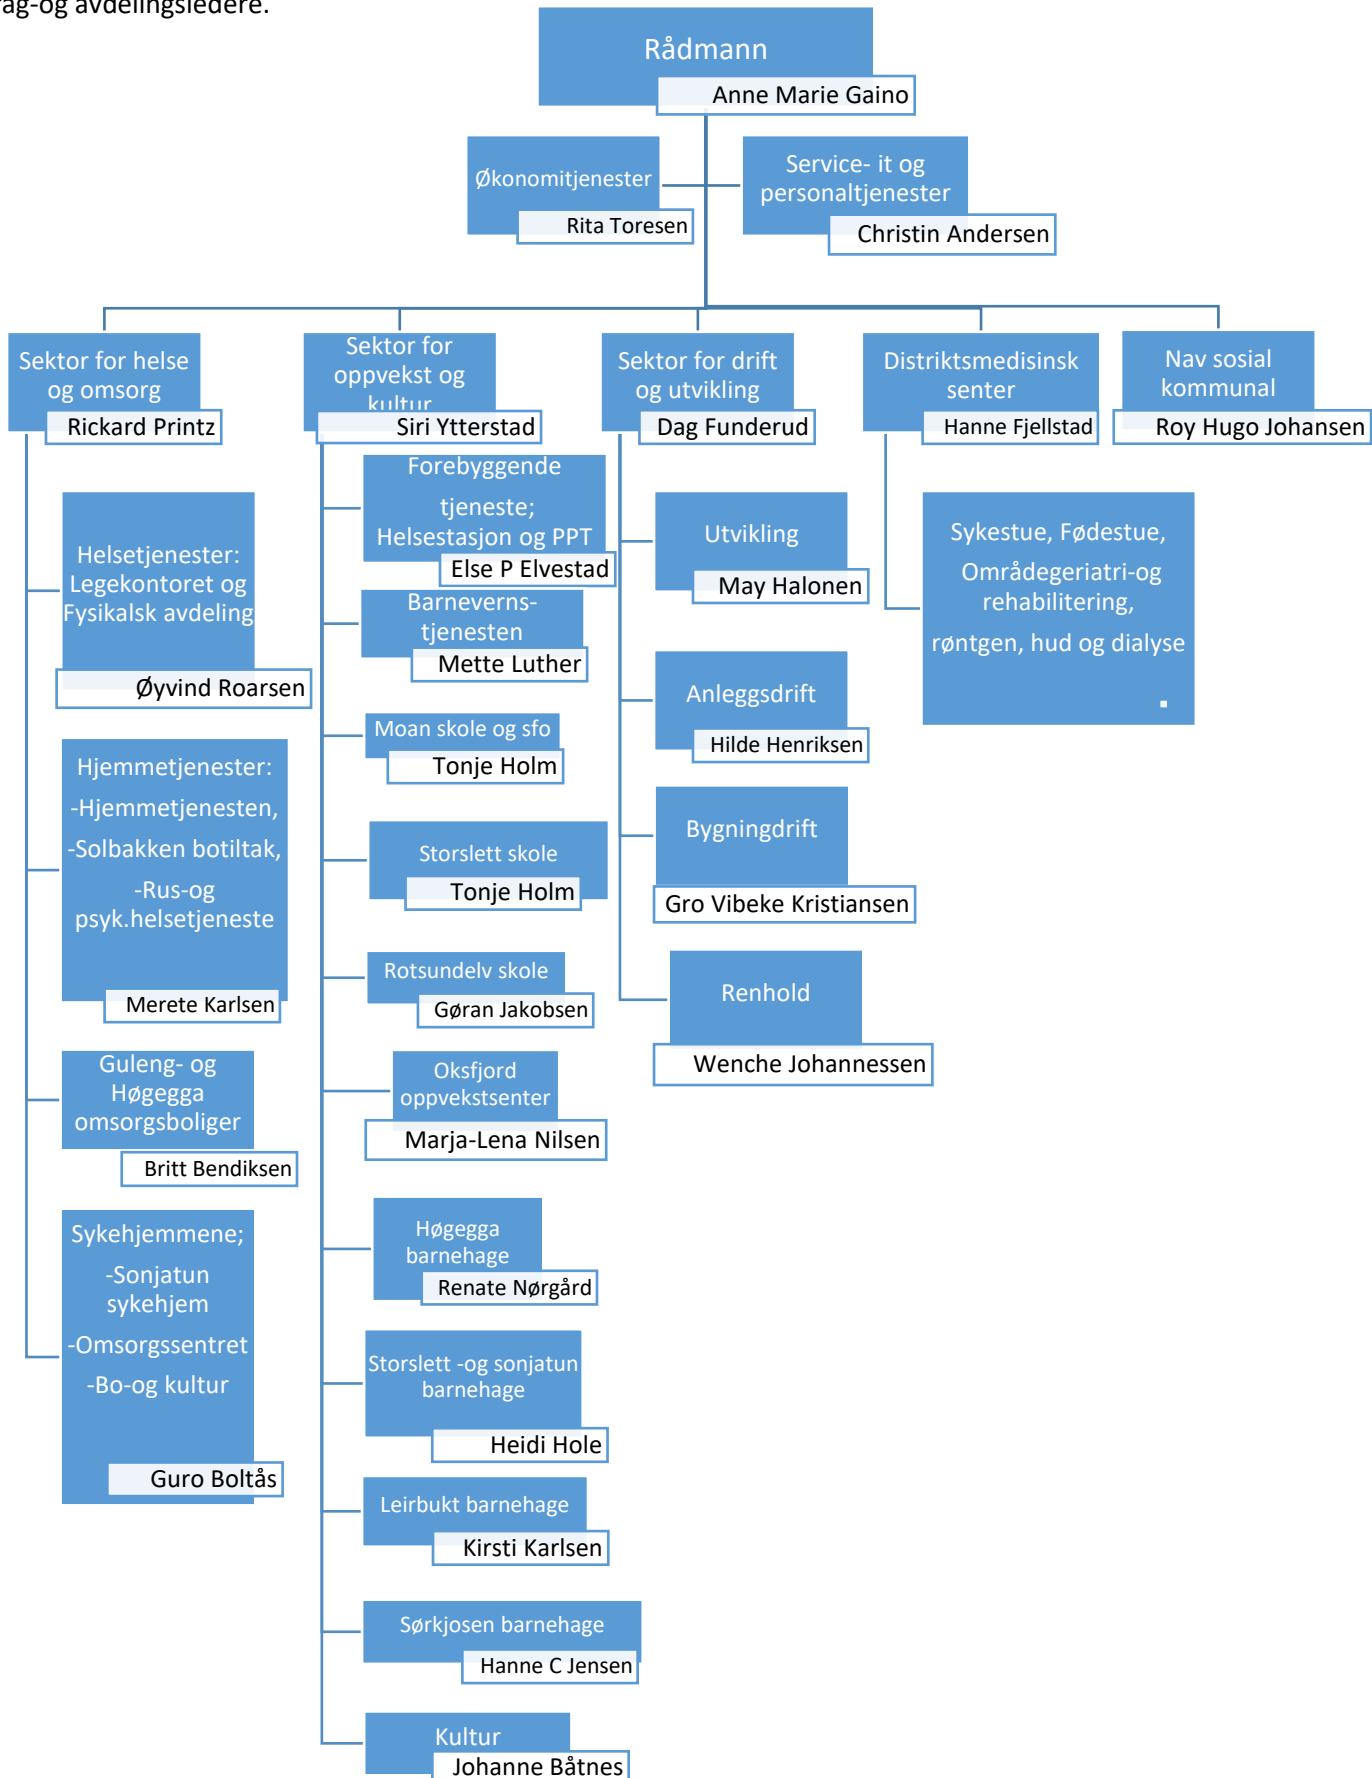 rag-og avdelingsledere.
Rådmann
Anne Marie Gaino
Økonomitjenester
Rita Toresen
Service- it og
personaltjenester
Christin Andersen
Sektor for helse
og omsorg
Rickard Printz
Helsetjenester:
Legekontoret og
Fysikalsk avdeling
Øyvind Roarsen
Hjemmetjenester:
-Hjemmetjenesten,
-Solbakken botiltak,
-Rus-og
psyk.helsetjeneste
Merete Karlsen
Guleng- og
Høgegga
omsorgsboliger
Britt Bendiksen
Sykehjemmene;
-Sonjatun
sykehjem
-Omsorgssentret
-Bo-og kultur
Guro Boltås
Sektor for
oppvekst og
kultur
Siri Ytterstad
Forebyggende
tjeneste;
Helsestasjon og PPT
Else P Elvestad
Barneverns-
tjenesten
Mette Luther
Moan skole og sfo
Tonje Holm
Storslett skole
Tonje Holm
Rotsundelv skole
Gøran Jakobsen
Oksfjord
oppvekstsenter
Marja-Lena Nilsen
Høgegga
barnehage
Renate Nørgård
Storslett -og sonjatun
barnehage
Heidi Hole
Leirbukt barnehage
Kirsti Karlsen
Sørkjosen barnehage
Hanne C Jensen
Kultur
Johanne Båtnes
Sektor for drift
og utvikling
Dag Funderud
Utvikling
May Halonen
Anleggsdrift
Hilde Henriksen
Bygningdrift
Gro Vibeke Kristiansen
Renhold
Wenche Johannessen
Distriktsmedisinsk
senter
Hanne Fjellstad
Sykestue, Fødestue,
Områdegeriatri-og
rehabilitering,
røntgen, hud og dialyse
.
Nav sosial
kommunal
Roy Hugo Johansen